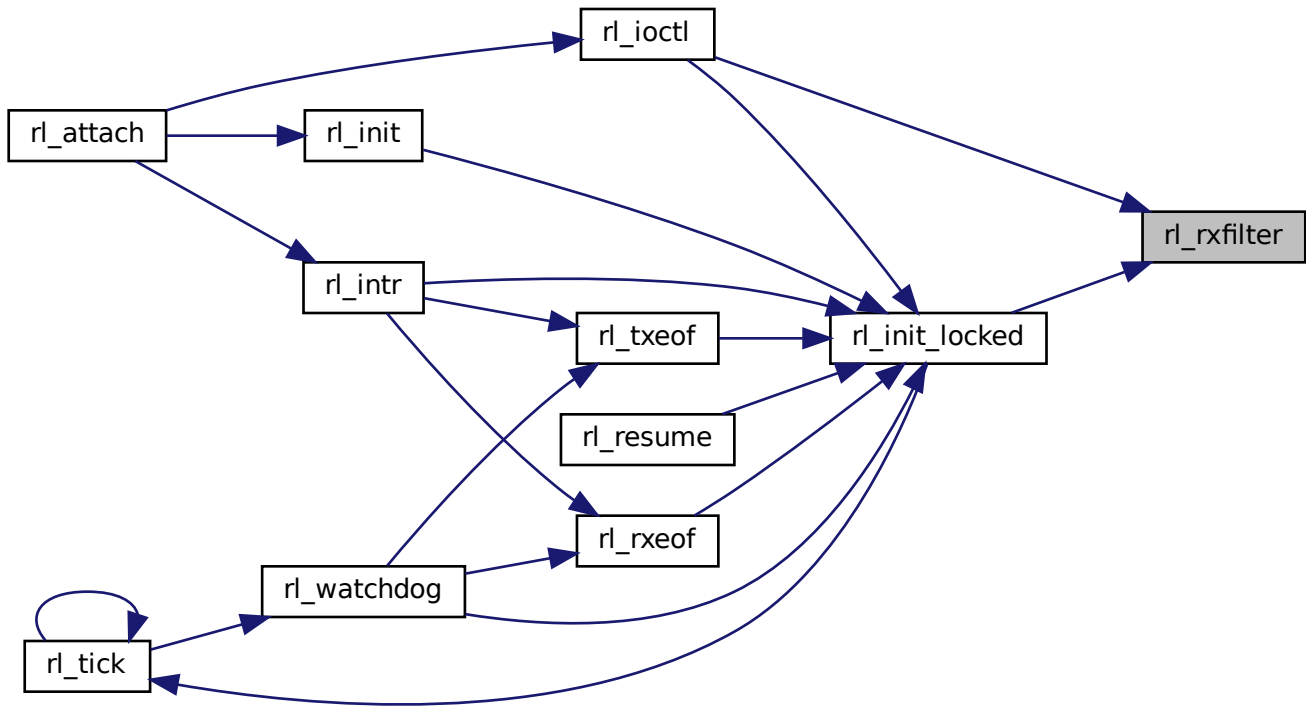 rl_ioctl
rl_attach
rl_init
rl_rxfilter
rl_intr
rl_txeof
rl_init_locked
rl_resume
rl_rxeof
rl_watchdog
rl_tick